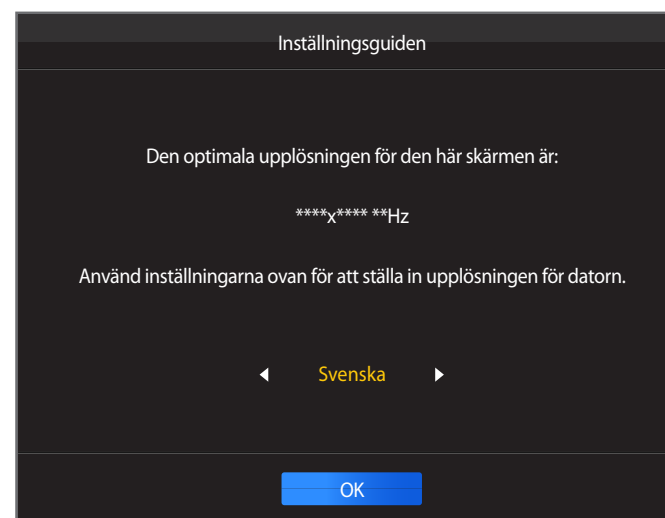 Inställningsguiden
Den optimala upplösningen för den här skärmen är:
****x**** **Hz
Använd inställningarna ovan för att ställa in upplösningen för datorn.
Svenska
OK